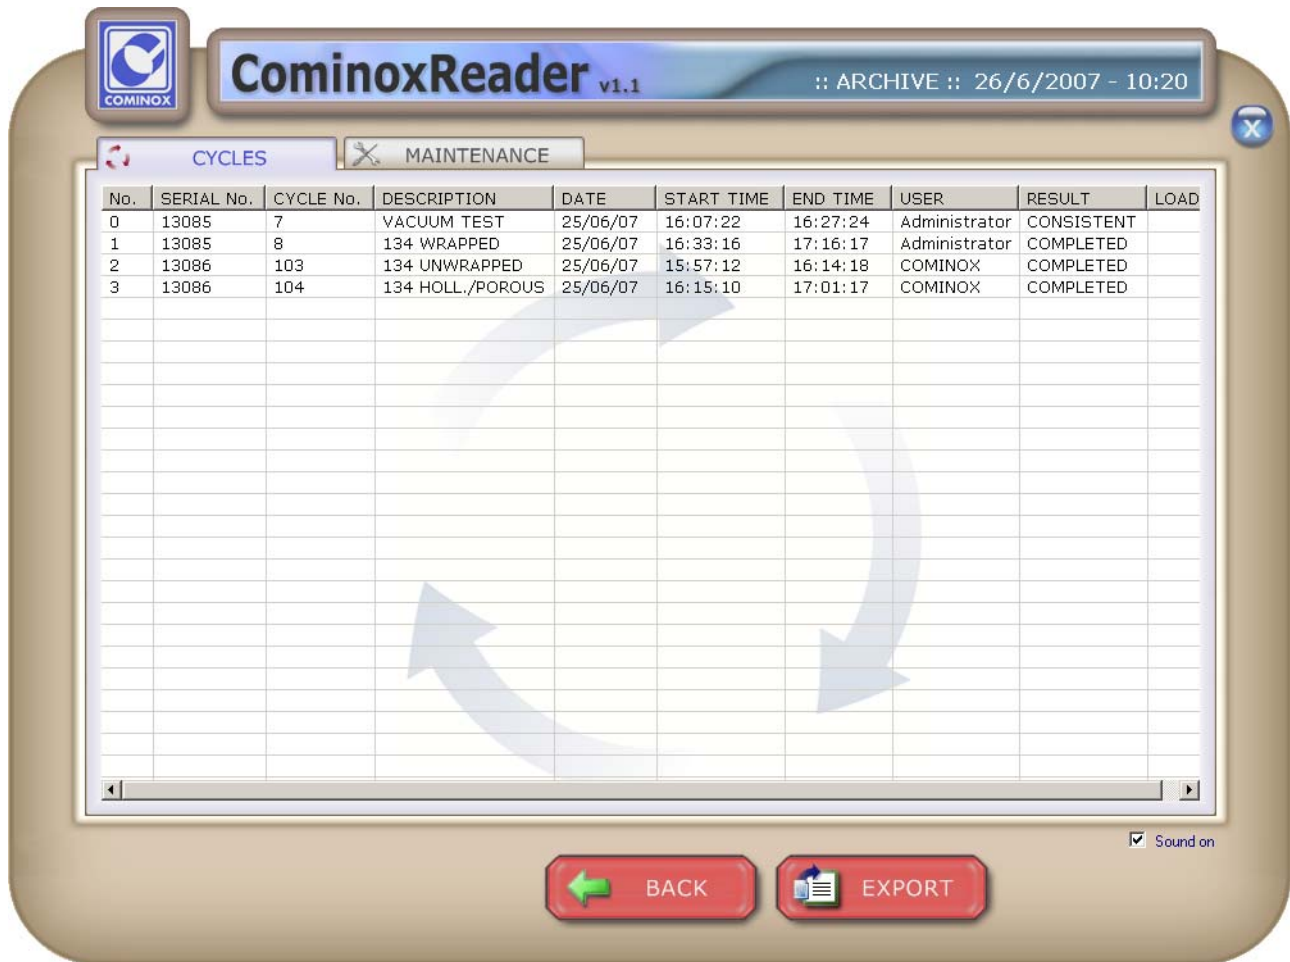 COMINOX
CominoxReader v1.1
:: ARCHIVE :: 26/6/2007 - 10:20
X
CYCLES MAINTENANCE
No. SERIAL No. CYCLE No. DESCRIPTION DATE START TIME END TIME USER RESULT LOAD
0 13085 7 VACUUM TEST 25/06/07 16:07:22 16:27:24 Administrator CONSISTENT
1 13085 8 134 WRAPPED 25/06/07 16:33:16 17:16:17 Administrator COMPLETED
2 13086 103 134 UNWRAPPED 25/06/07 15:57:12 16:14:18 COMINOX COMPLETED
3 13086 104 134 HOLL./POROUS 25/06/07 16:15:10 17:01:17 COMINOX COMPLETED
Sound on
BACK EXPORT